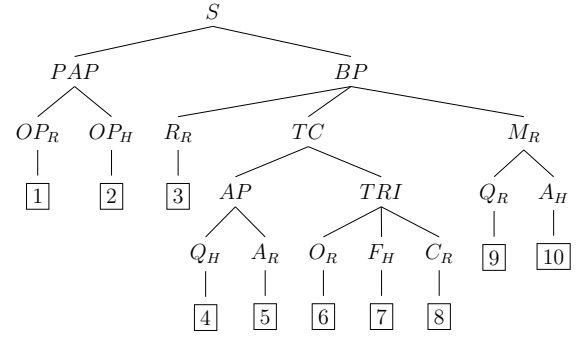 S
PAP BP
OP_R OP_H R_R TC M_R
1 2 3 AP TRI Q_R A_H
Q_H A_R O_R F_H C_R 9 10
4 5 6 7 8